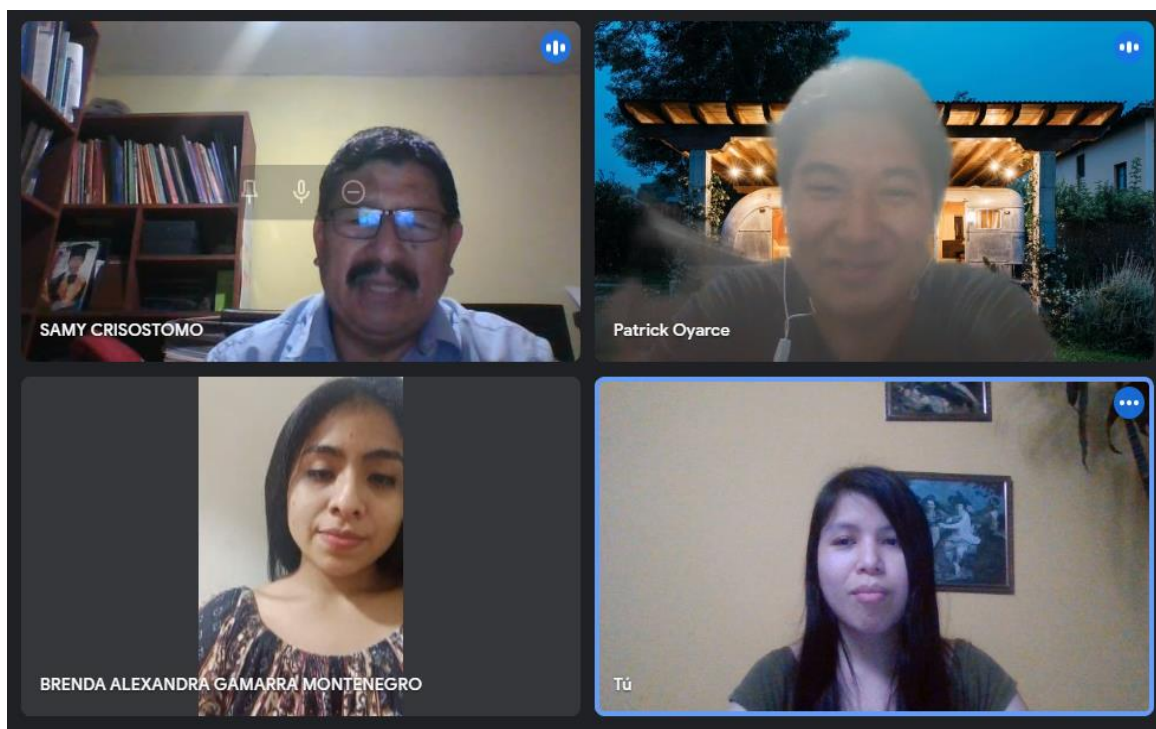 SAMY CRISOSTOMO
Patrick Oyarce
BRENDA ALEXANDRA GAMARRA MONTENEGRO
Tú